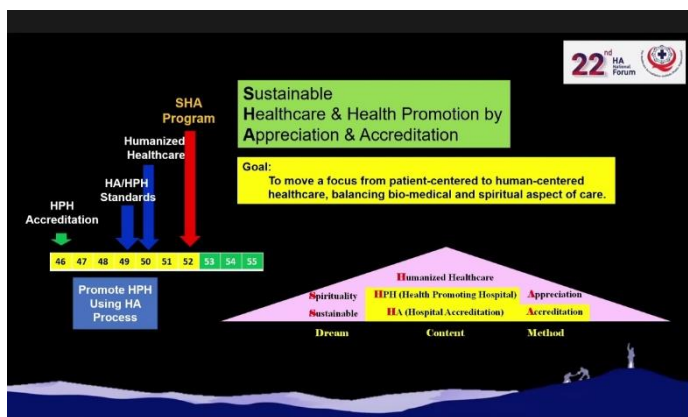 22nd HA
National
Forum
SHA
Program
Humanized
Healthcare
HA/HPH
Standards
HPH
Accreditation
46 47 48 49 50 51 52 53 54 55
Promote HPH
Using HA
Process
Sustainable
Healthcare & Health Promotion by
Appreciation & Accreditation
Goal:
To move a focus from patient-centered to human-centered
healthcare, balancing bio-medical and spiritual aspect of care.
Humanized Healthcare
Spirituality HPH (Health Promoting Hospital) Appreciation
Sustainable HA (Hospital Accreditation) Accreditation
Dream Content Method